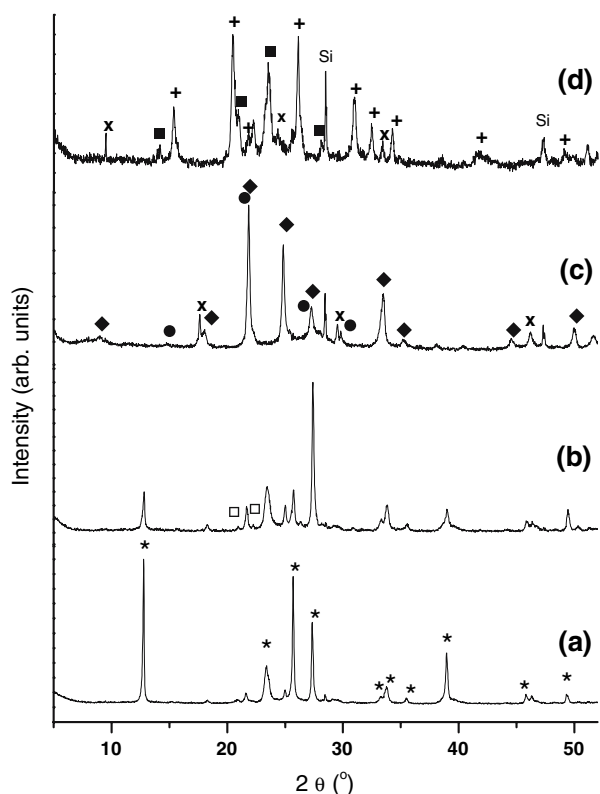 + + Si (d)
x + x + + Si
+ + x + +
(c)
x x x
(b)
* (a)
* * * * * * * * *
Intensity (arb. units)
10 20 30 40 50
2 θ (°)